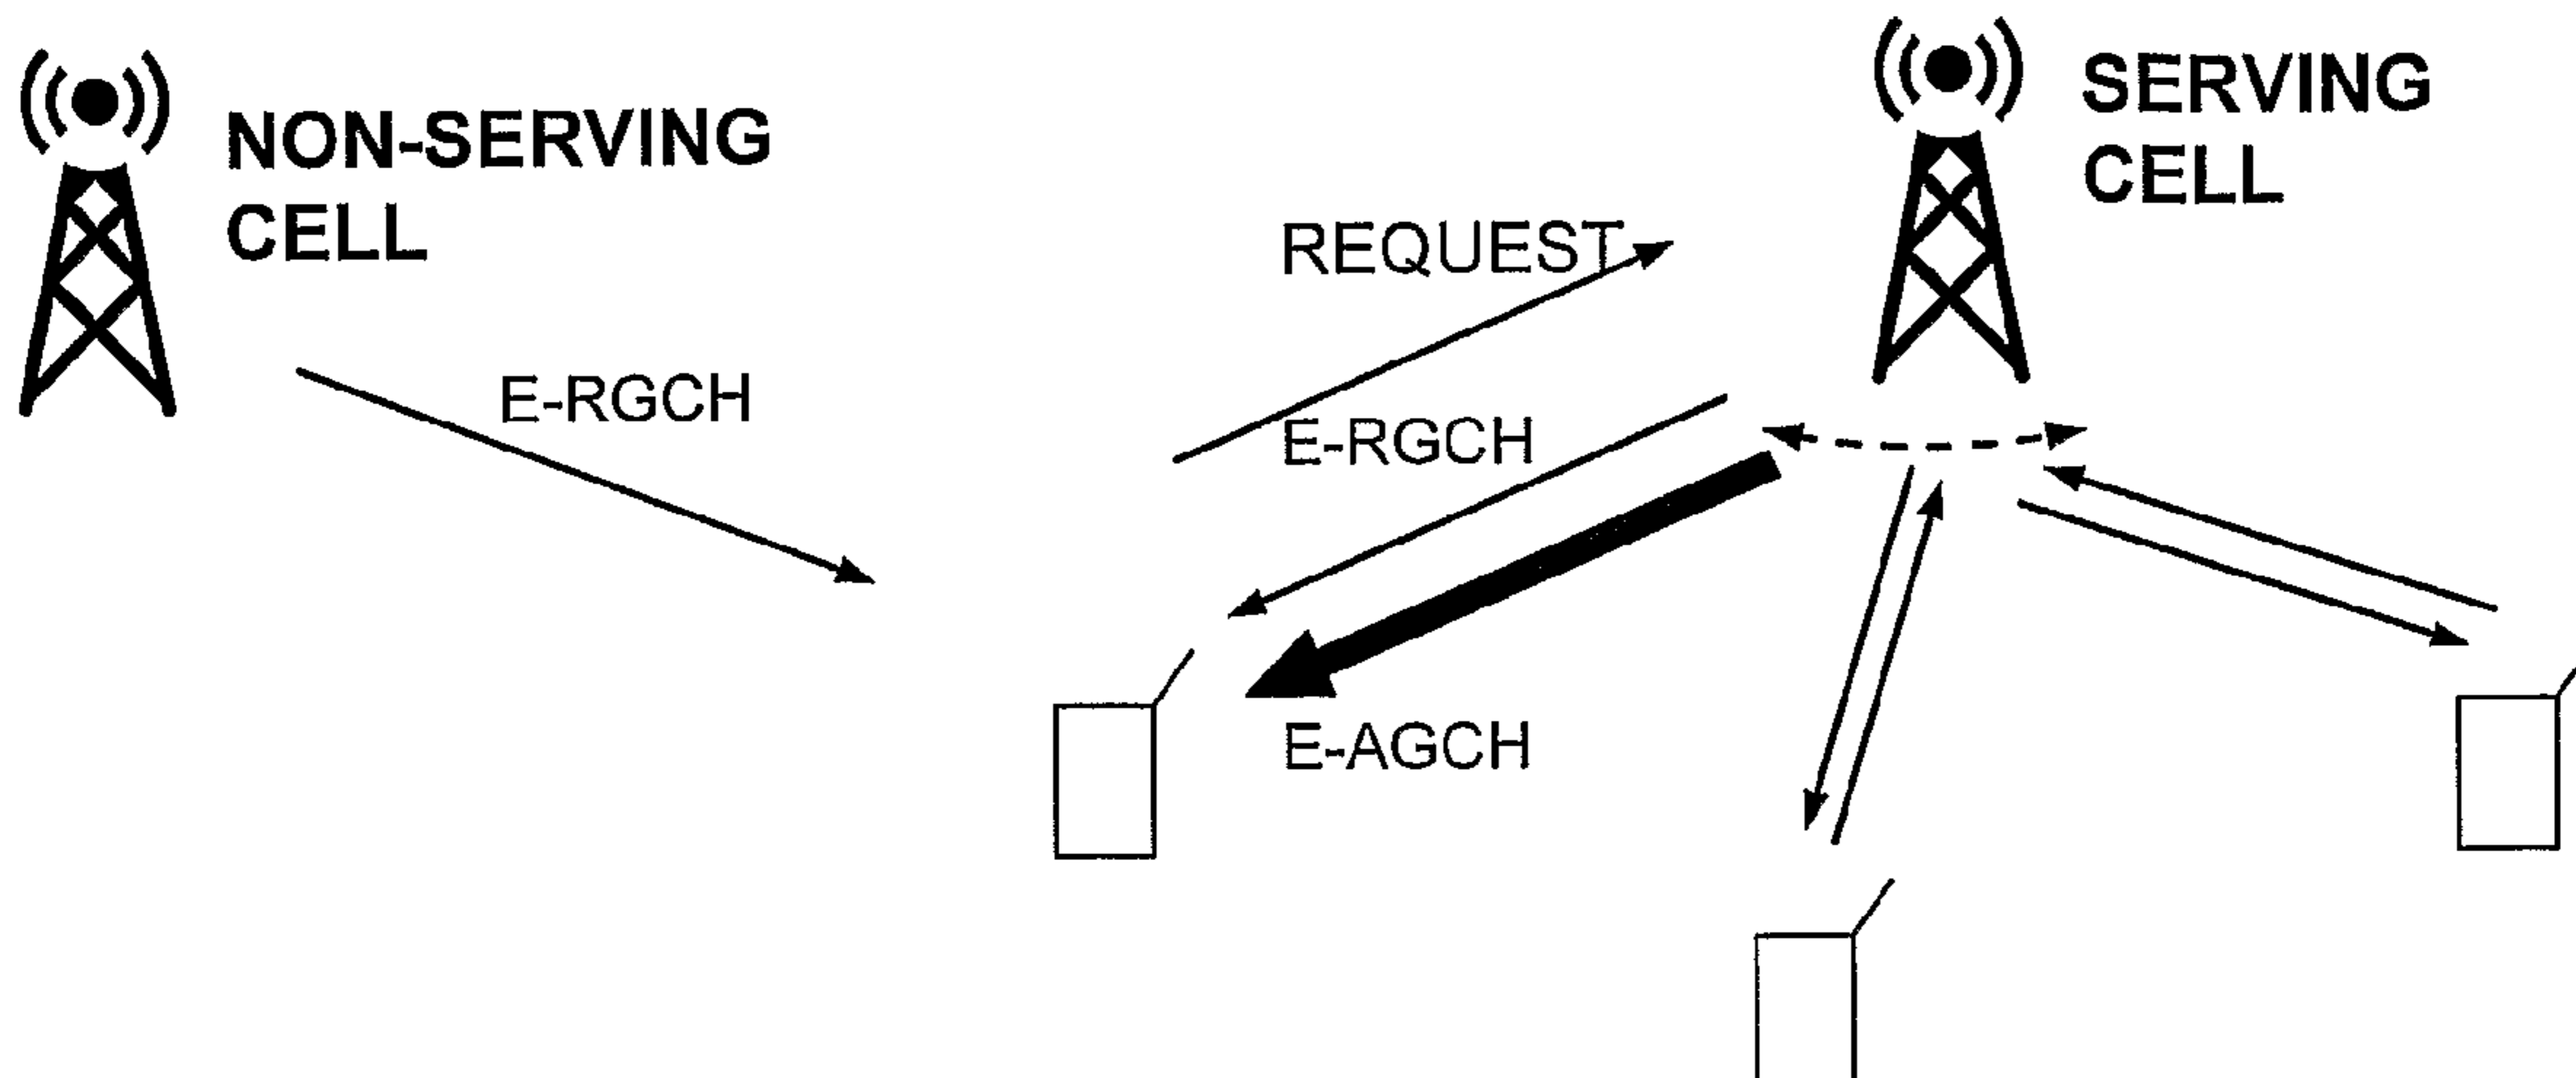 NON-SERVING
CELL
SERVING
CELL
REQUEST
E-RGCH
E-RGCH
E-AGCH